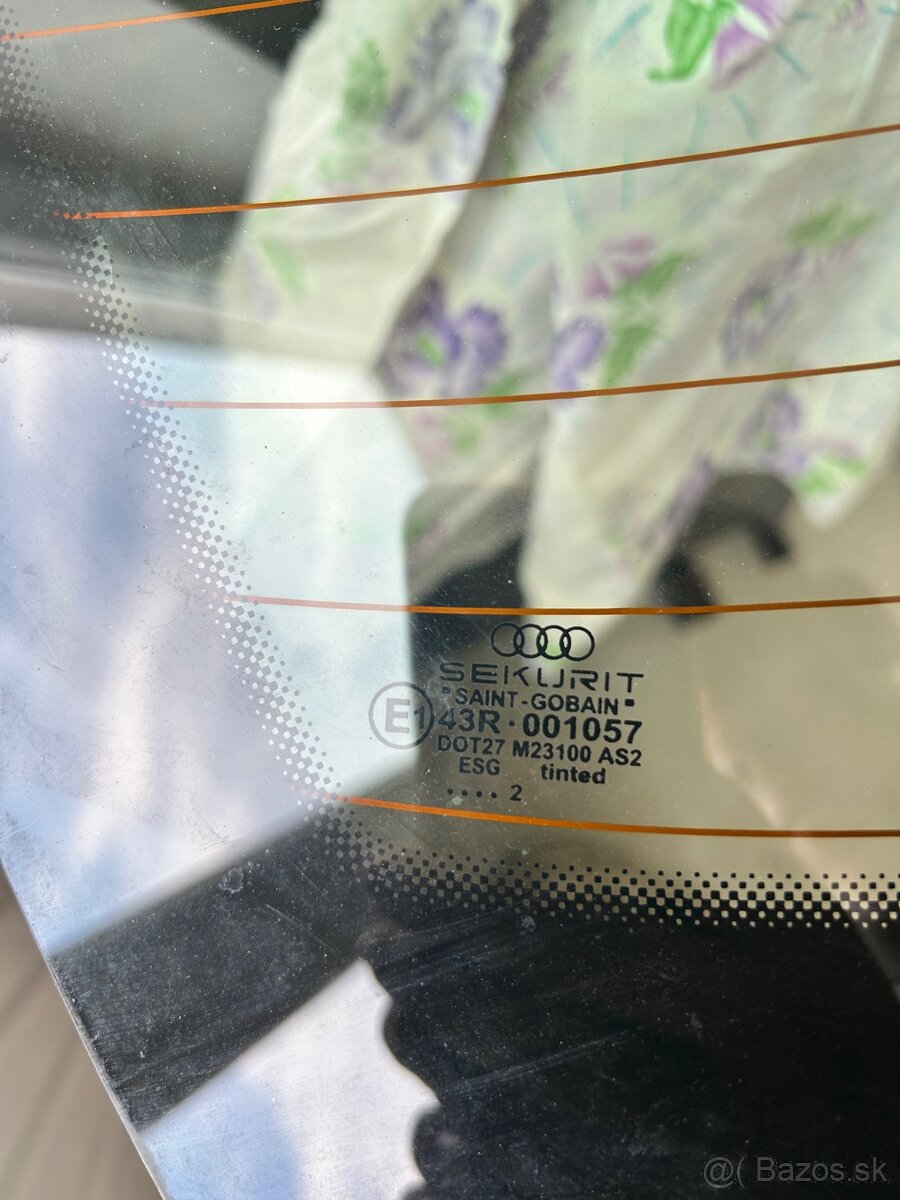 SEKURIT
"SAINT-GOBAIN"
E1 43R · 001057
DOT27 M23100 AS2
ESG tinted
.... 2
@( Bazos.sk